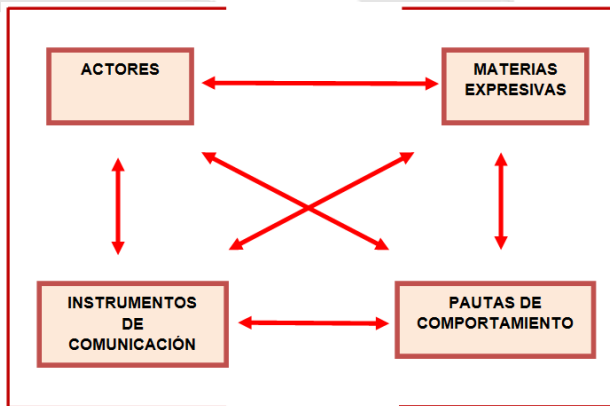 ACTORES
MATERIAS
EXPRESIVAS
INSTRUMENTOS
DE
COMUNICACIÓN
PAUTAS DE
COMPORTAMIENTO